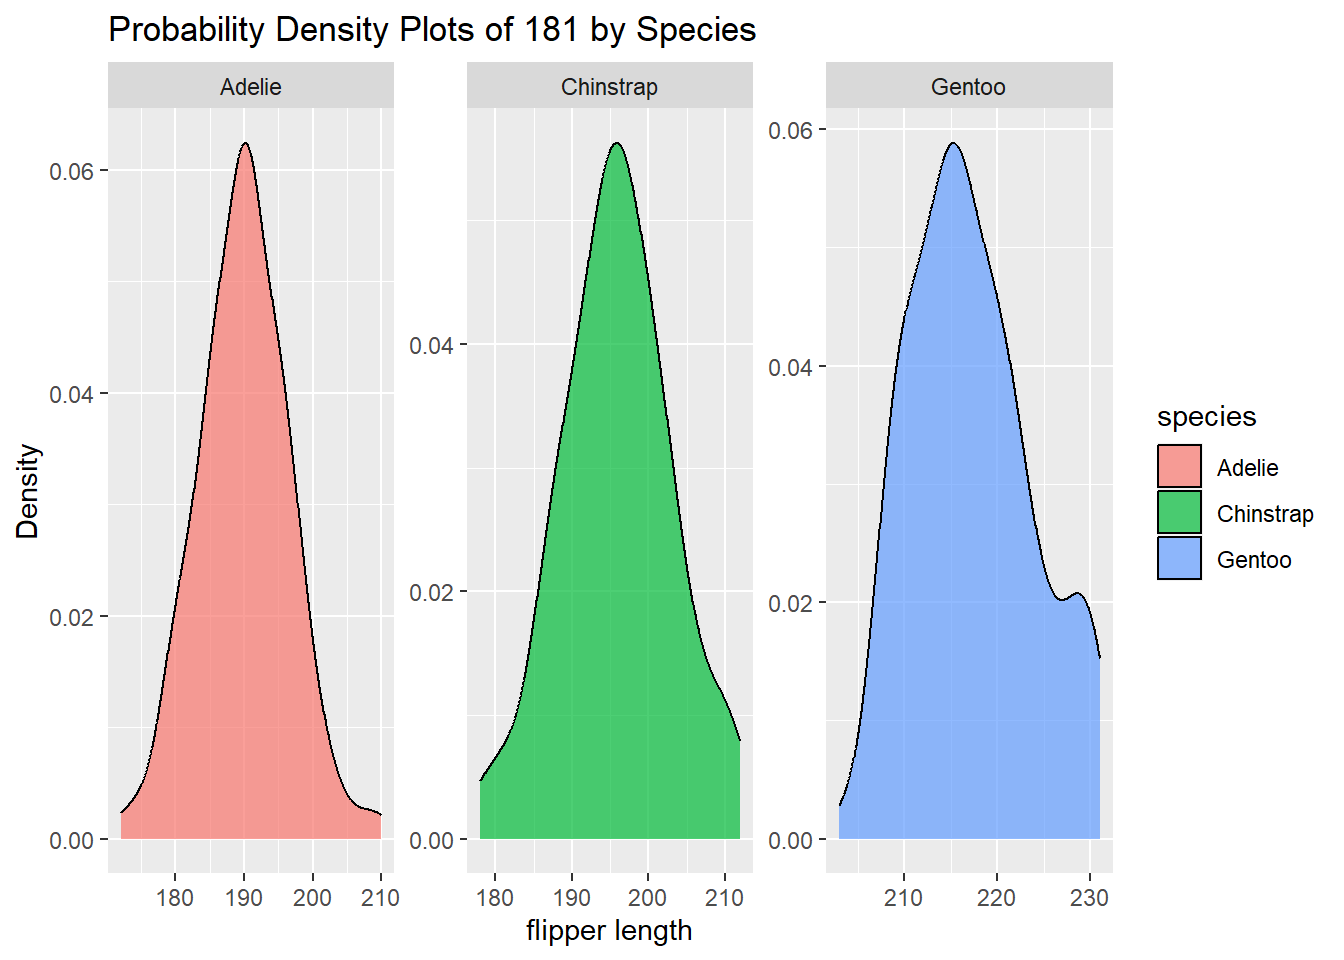 Probability Density Plots of 181 by Species
Adelie
Chinstrap
Gentoo
Density
0.06
0.04
0.02
0.00
180 190 200 210
0.04
0.02
0.00
180 190 200 210
0.06
0.04
0.02
0.00
210 220 230
flipper length
species
Adelie
Chinstrap
Gentoo